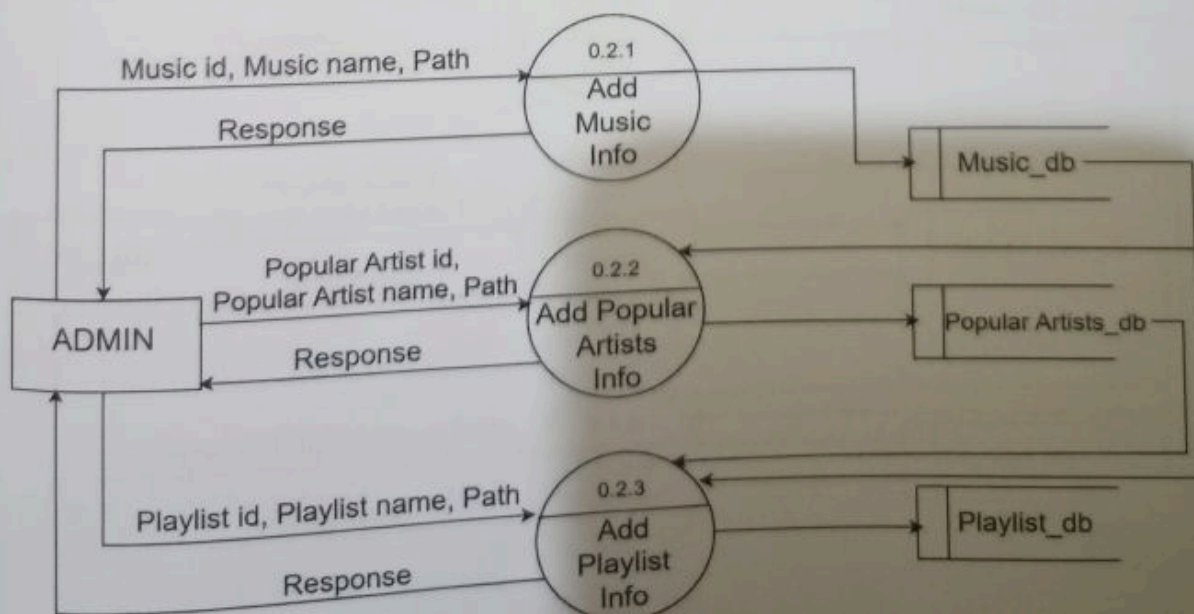 Music id, Music name, Path
0.2.1
Add
Music
Info
Response
Music_db
Popular Artist id,
Popular Artist name, Path
0.2.2
Add Popular
Artists
Info
Response
ADMIN
Popular Artists_db
Playlist id, Playlist name, Path
0.2.3
Add
Playlist
Info
Response
Playlist_db